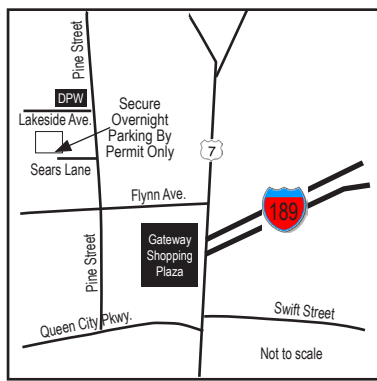 Pine Street
DPW
Lakeside Ave.
Secure
Overnight
Parking By
Permit Only
Sears Lane
7
Flynn Ave.
189
Gateway
Shopping
Plaza
Pine Street
Queen City Pkwy.
Swift Street
Not to scale